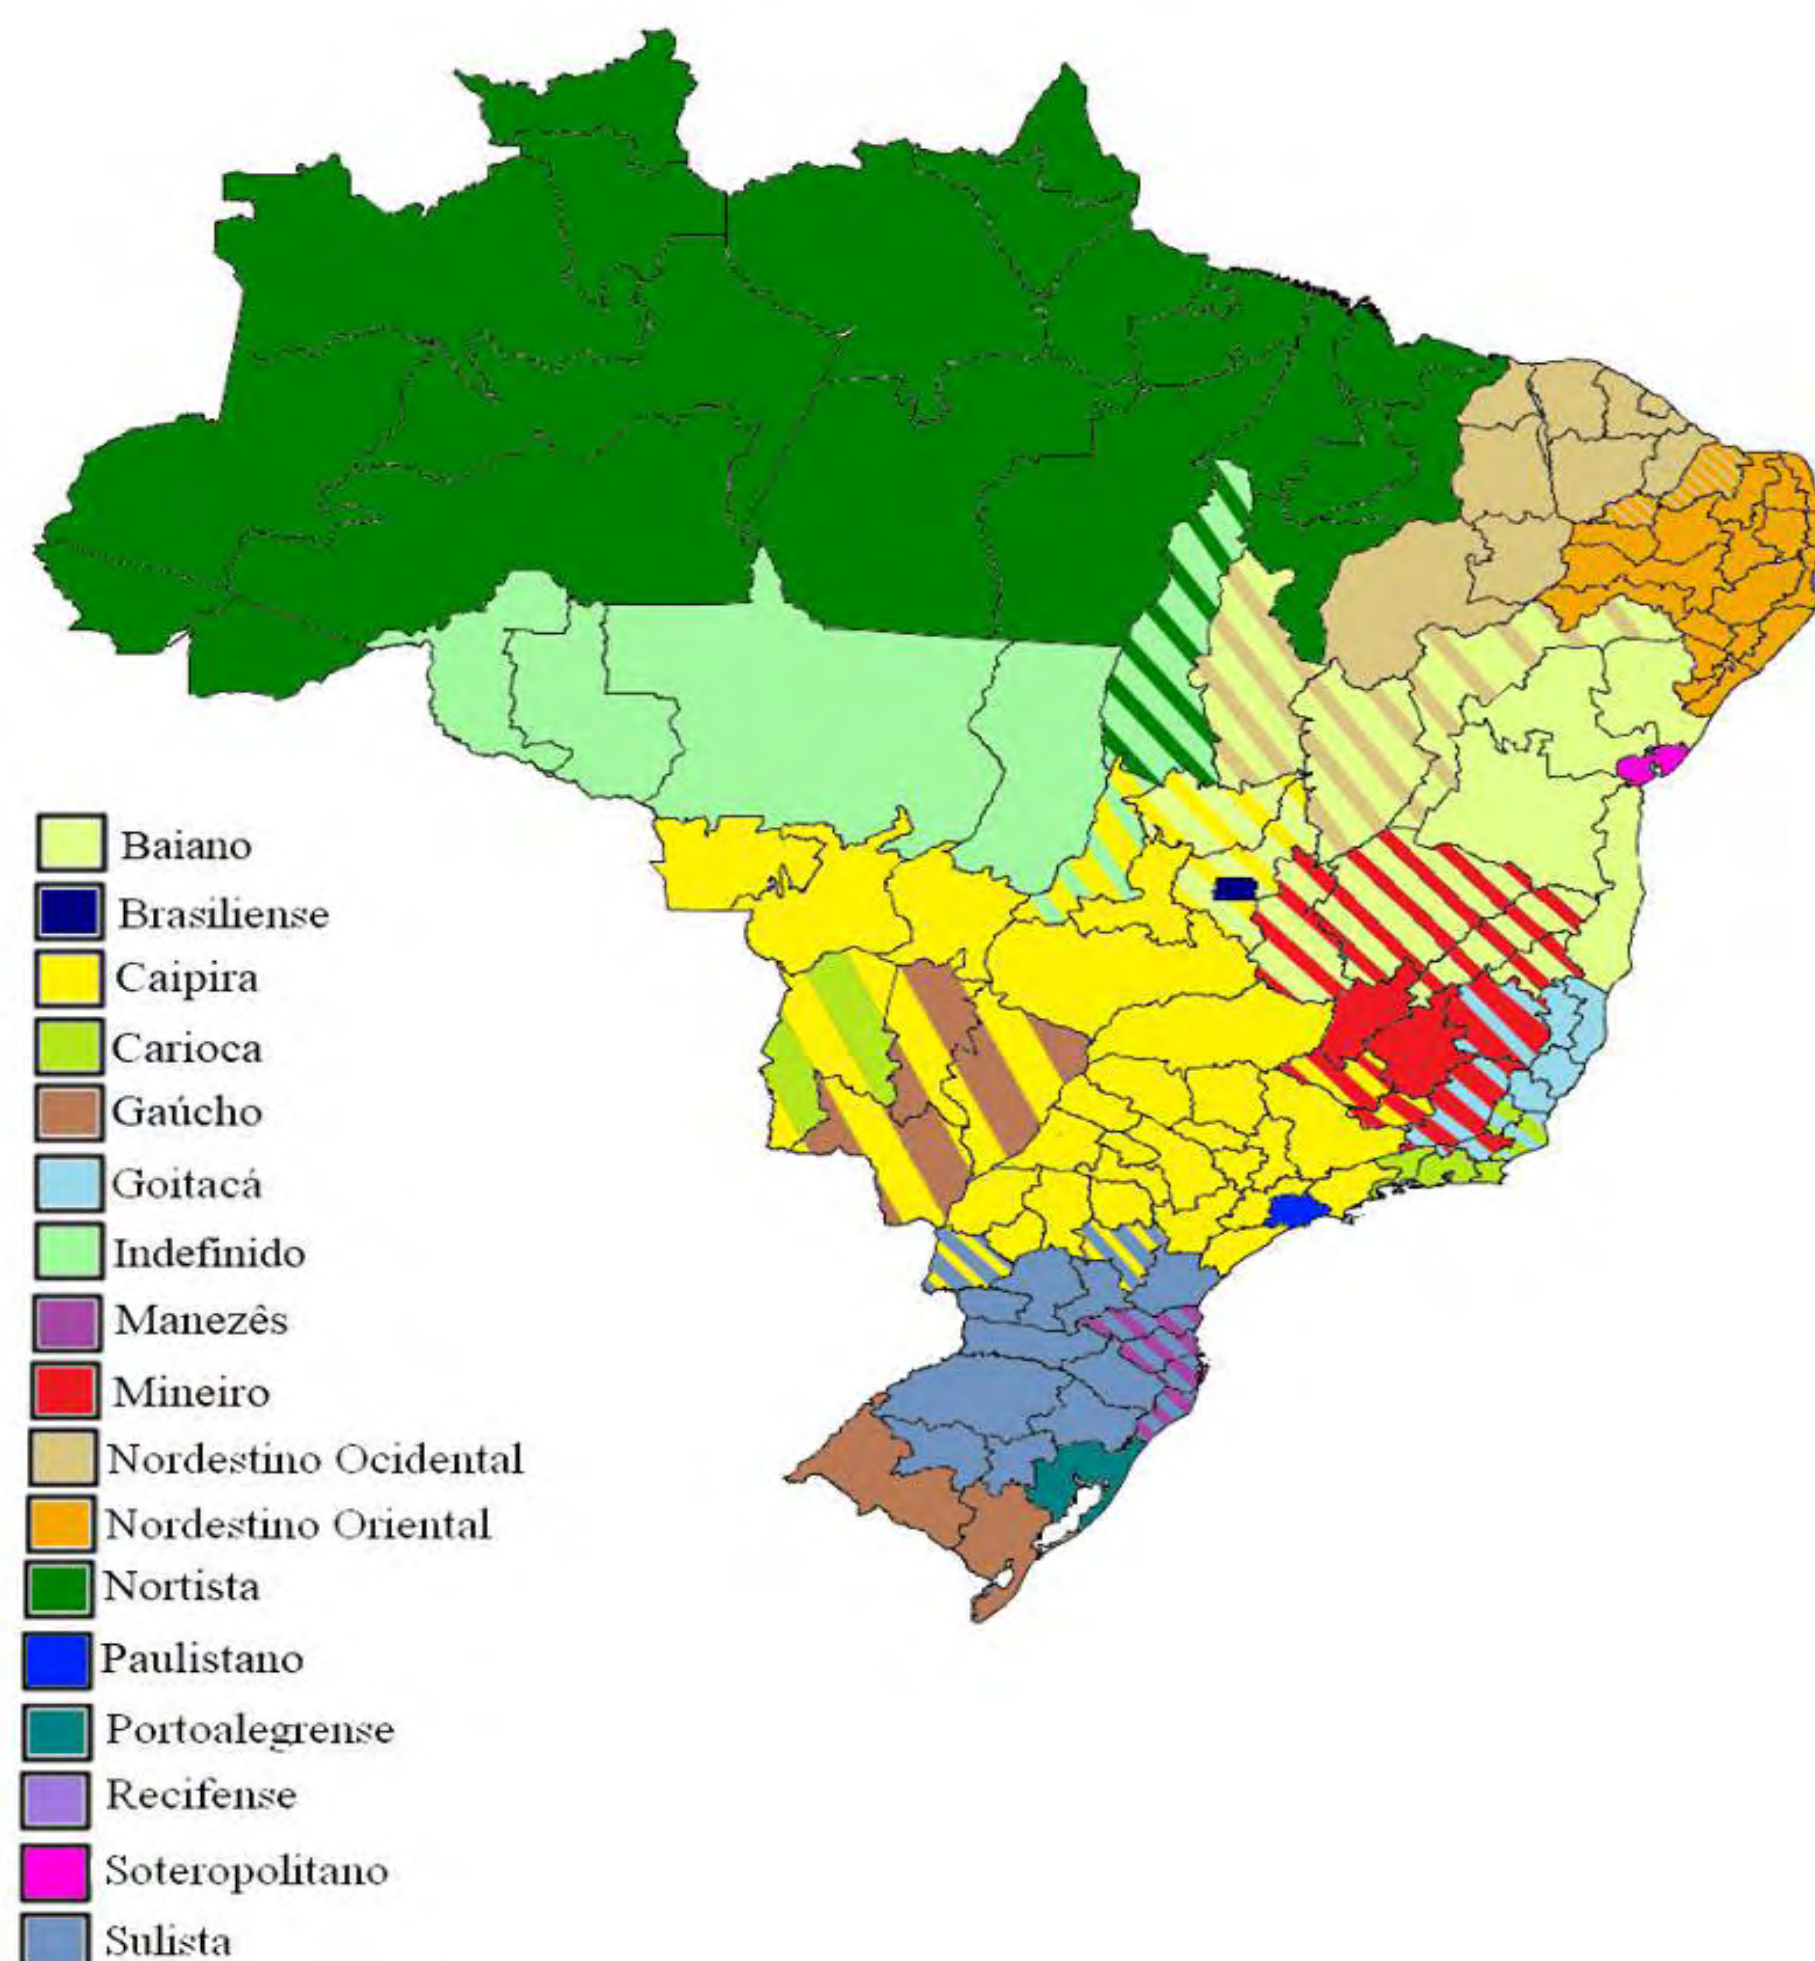 Baiano
Brasiliense
Caipira
Carioca
Gaúcho
Goitacá
Indefinido
Manezês
Mineiro
Nordestino Ocidental
Nordestino Oriental
Nortista
Paulistano
Portoalegrense
Recifense
Soteropolitano
Sulista